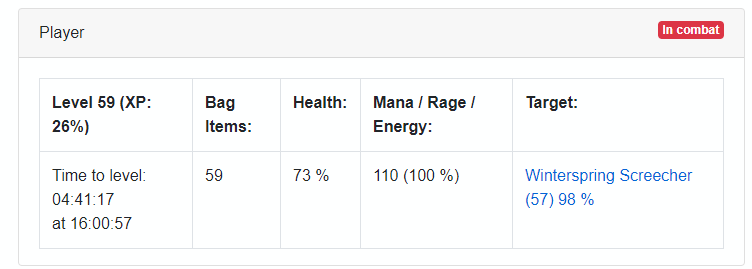 Player
In combat
Level 59 (XP:
26%)
Bag
Items:
Health:
Mana / Rage /
Energy:
Target:
Time to level:
04:41:17
at 16:00:57
59
73 %
110 (100 %)
Winterspring Screecher
(57) 98 %